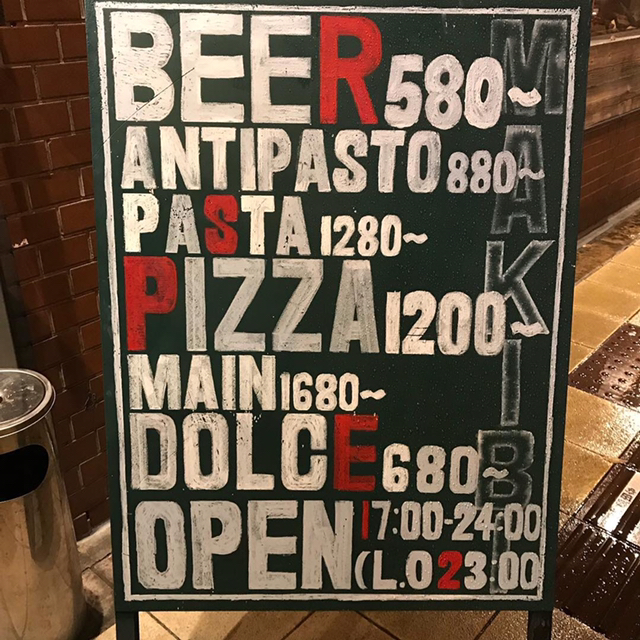 BEER 580~
ANTIPASTO 880~
PASTA 1280~
PIZZA 1200~
MAIN 1680~
DOLCE 680~
OPEN 17:00-24:00
(L.O 23:00